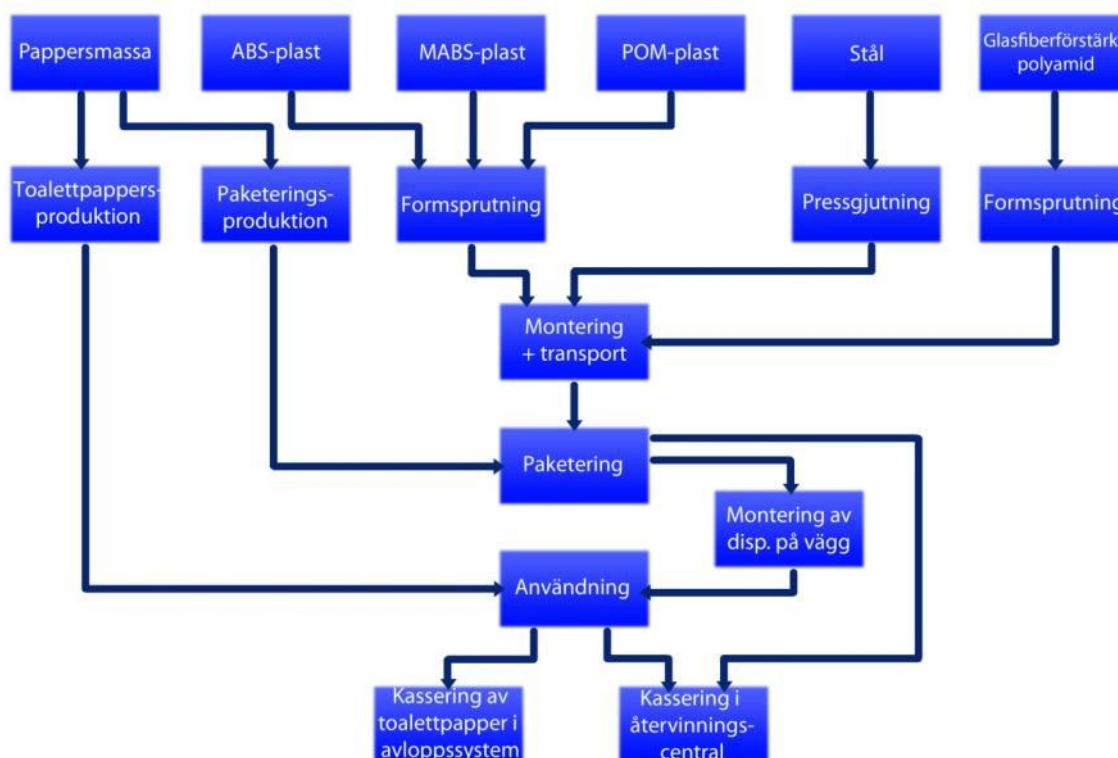 Pappersmassa
ABS-plast
MABS-plast
POM-plast
Stål
Glasfiberförstärk
polyamid
Toalettpappers-
produktion
Paketerings-
produktion
Formsprutning
Pressgjutning
Formsprutning
Montering
+ transport
Paketering
Montering av
disp. på vägg
Användning
Kassering av
toalettpapper i
avloppssystem
Kassering i
återvinnings-
central